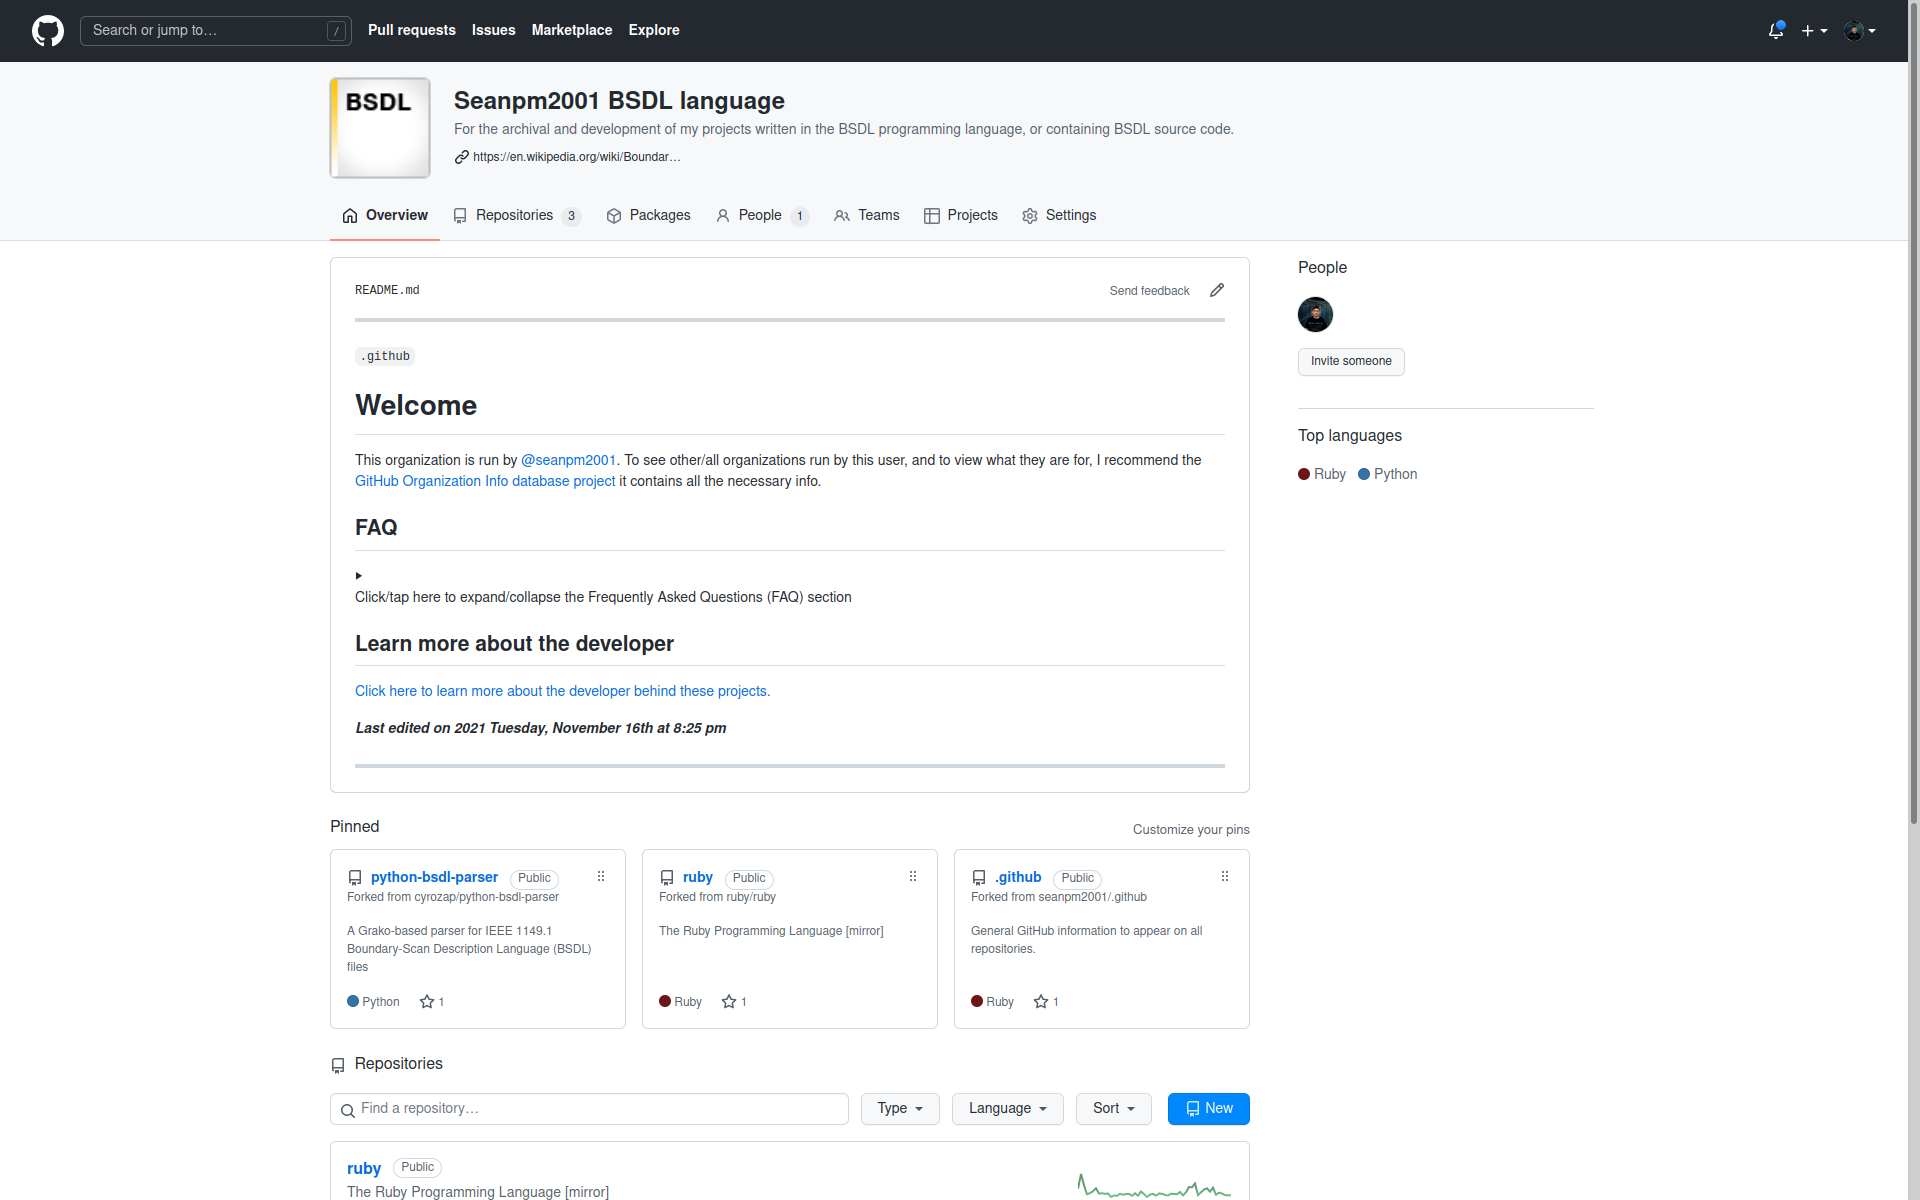 Search or jump to… /
Pull requests Issues Marketplace Explore
BSDL
Seanpm2001 BSDL language
For the archival and development of my projects written in the BSDL programming language, or containing BSDL source code.
https://en.wikipedia.org/wiki/Boundar…
Overview Repositories 3 Packages People 1 Teams Projects Settings
README.md Send feedback
.github
Welcome
This organization is run by @seanpm2001. To see other/all organizations run by this user, and to view what they are for, I recommend the
GitHub Organization Info database project it contains all the necessary info.
FAQ
Click/tap here to expand/collapse the Frequently Asked Questions (FAQ) section
Learn more about the developer
Click here to learn more about the developer behind these projects.
Last edited on 2021 Tuesday, November 16th at 8:25 pm
People
Invite someone
Top languages
Ruby Python
Pinned Customize your pins
python-bsdl-parser Public
Forked from cyrozap/python-bsdl-parser
A Grako-based parser for IEEE 1149.1
Boundary-Scan Description Language (BSDL)
files
Python 1
ruby Public
Forked from ruby/ruby
The Ruby Programming Language [mirror]
Ruby 1
.github Public
Forked from seanpm2001/.github
General GitHub information to appear on all
repositories.
Ruby 1
Repositories
Find a repository… Type Language Sort New
ruby Public
The Ruby Programming Language [mirror]